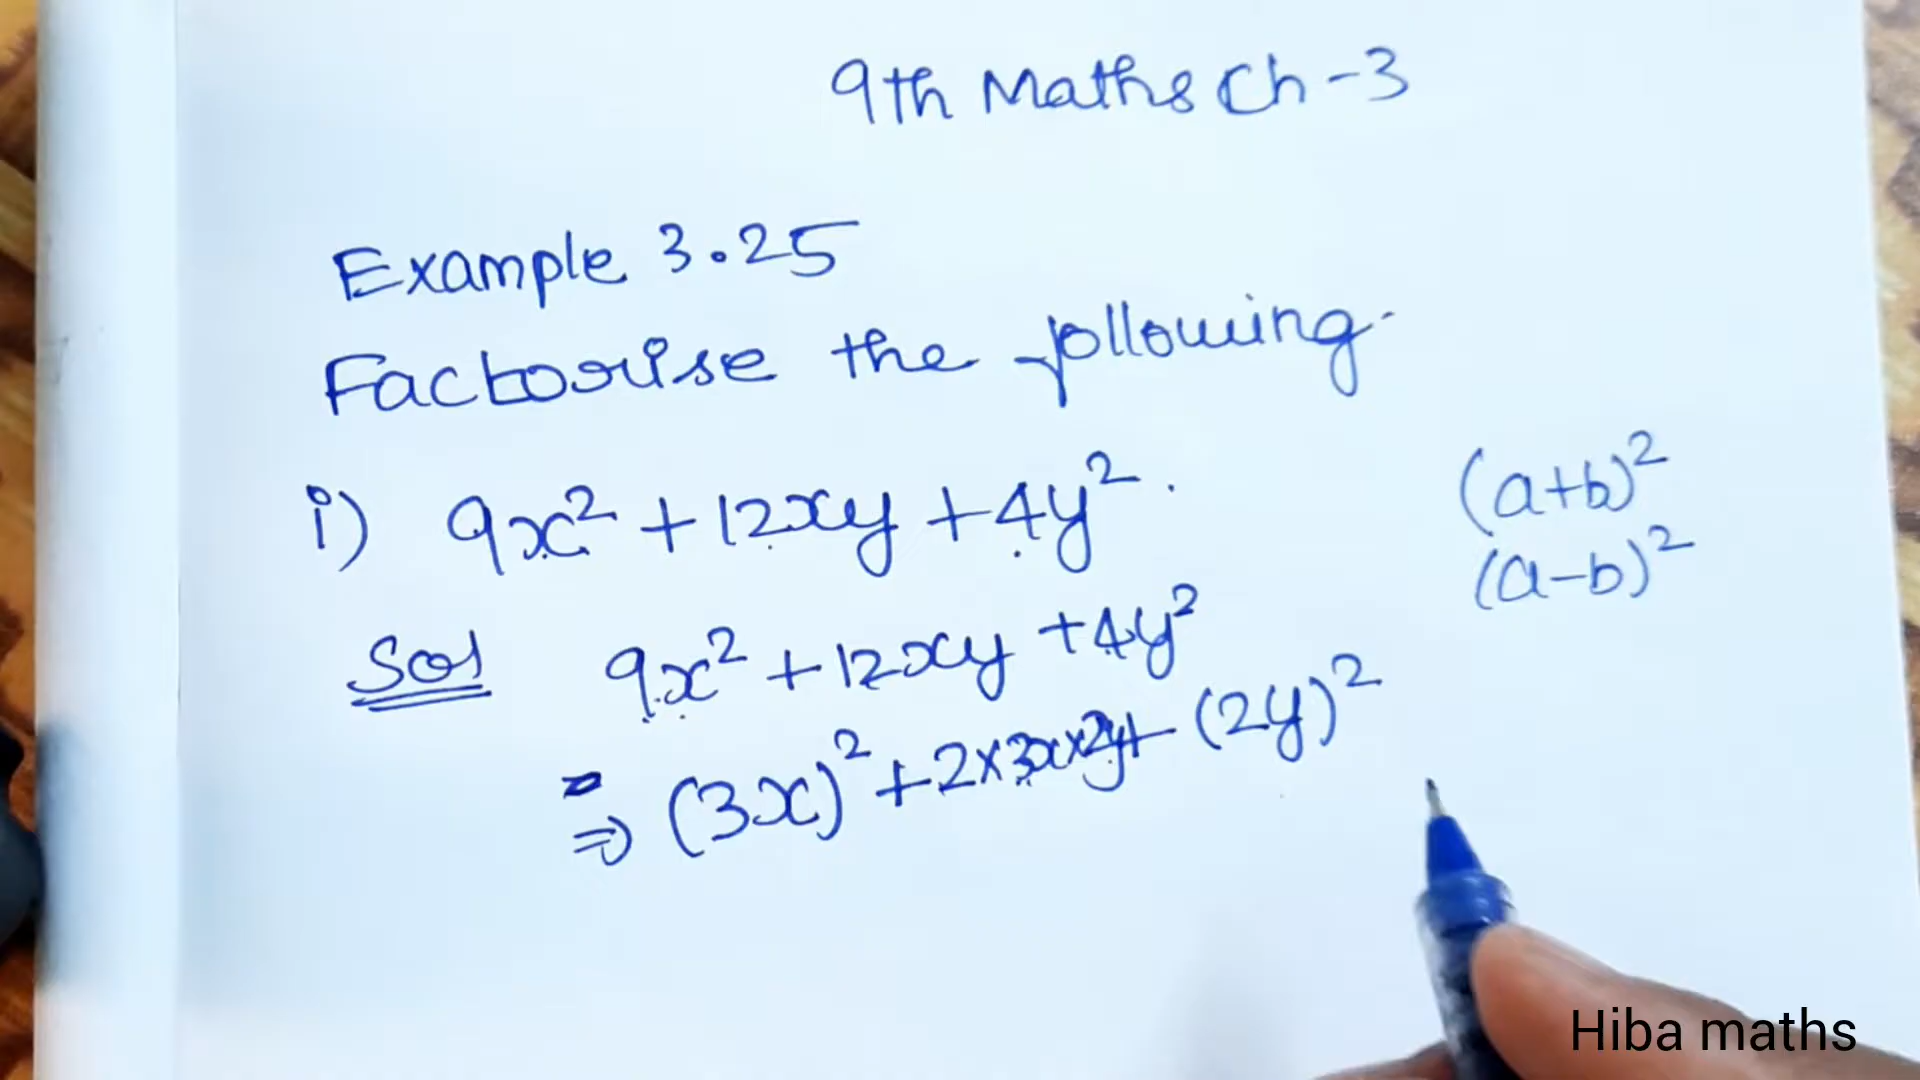 9th Maths Ch-3
Example 3.25
Factorise the following.
i) 9x² + 12xy + 4y².
(a+b)²
(a-b)²
Sol 9x² + 12xy + 4y²
⇒ (3x)² + 2×3x×2y + (2y)²
Hiba maths